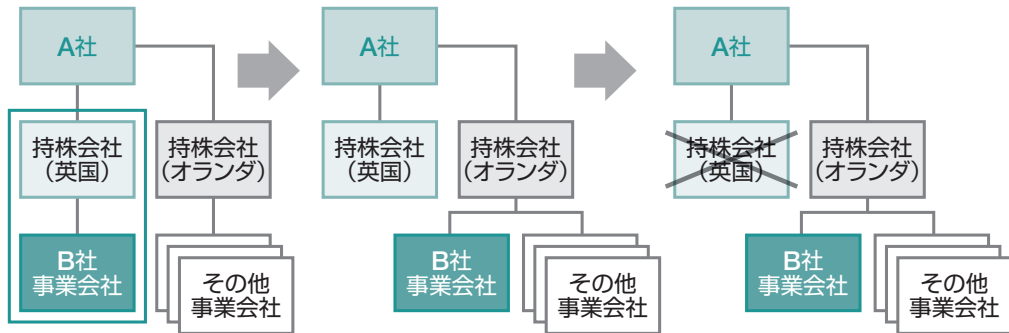 A社
持株会社
（英国）
持株会社
（オランダ）
B社
事業会社
その他
事業会社
A社
持株会社
（英国）
持株会社
（オランダ）
B社
事業会社
その他
事業会社
A社
持株会社
（英国）
持株会社
（オランダ）
B社
事業会社
その他
事業会社